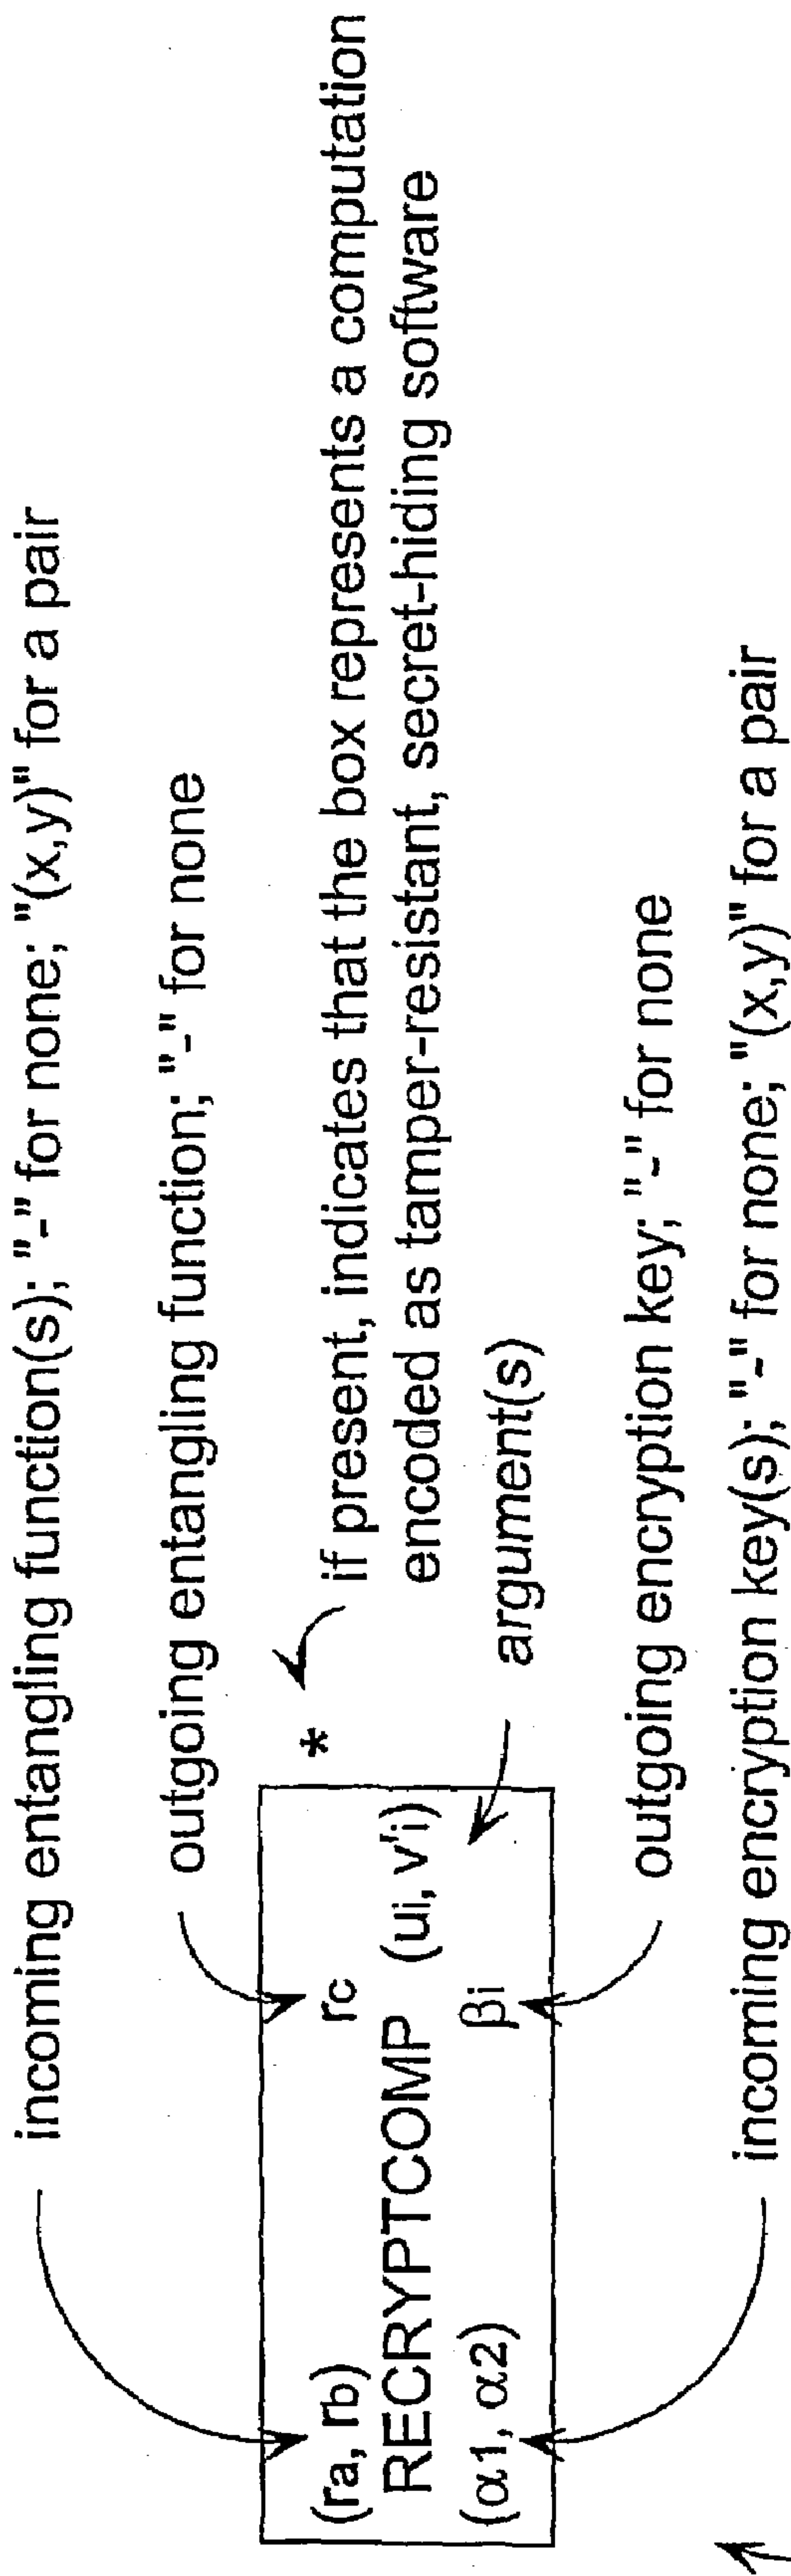 incoming entangling function(s); "-" for none; "(x,y)" for a pair
outgoing entangling function; "-" for none
*
if present, indicates that the box represents a computation
encoded as tamper-resistant, secret-hiding software
(ra, rb) rc
RECRYPTCOMP (ui, v'i)
(α1, α2) βi
argument(s)
outgoing encryption key; "-" for none
incoming encryption key(s); "-" for none; "(x,y)" for a pair